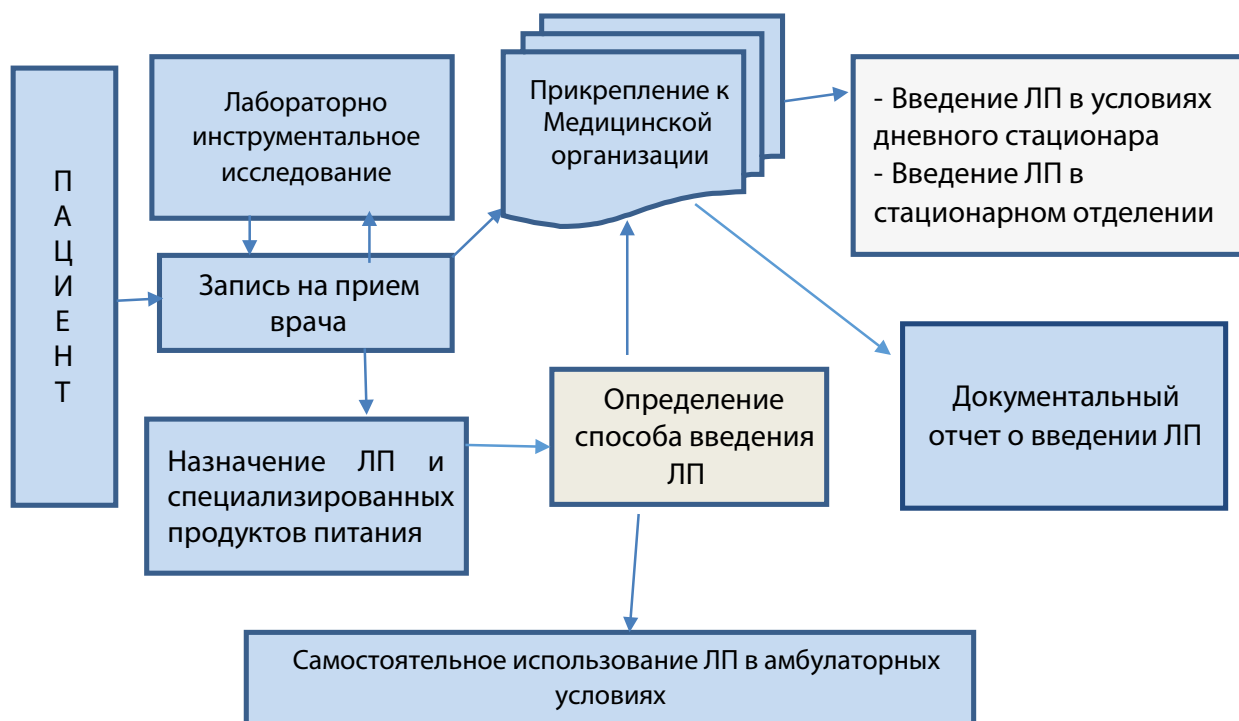 ПАЦИЕНТ
Лабораторно
инструментальное
исследование
Запись на прием
врача
Назначение ЛП и
специализированных
продуктов питания
Прикрепление к
Медицинской
организации
Определение
способа введения
ЛП
- Введение ЛП в условиях
дневного стационара
- Введение ЛП в
стационарном отделении
Документальный
отчет о введении ЛП
Самостоятельное использование ЛП в амбулаторных
условиях